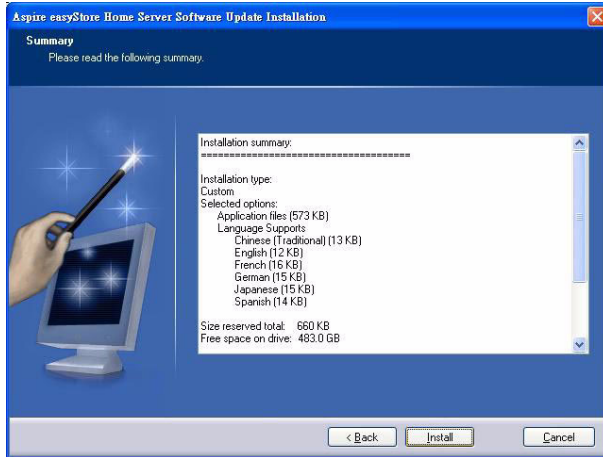 Aspire easyStore Home Server Software Update Installation
Summary
Please read the following summary.
Installation summary:
=====================================
Installation type:
Custom
Selected options:
Application files (573 KB)
Language Supports
Chinese (Traditional) (13 KB)
English (12 KB)
French (16 KB)
German (15 KB)
Japanese (15 KB)
Spanish (14 KB)
Size reserved total: 660 KB
Free space on drive: 483.0 GB
< Back
Install
Cancel